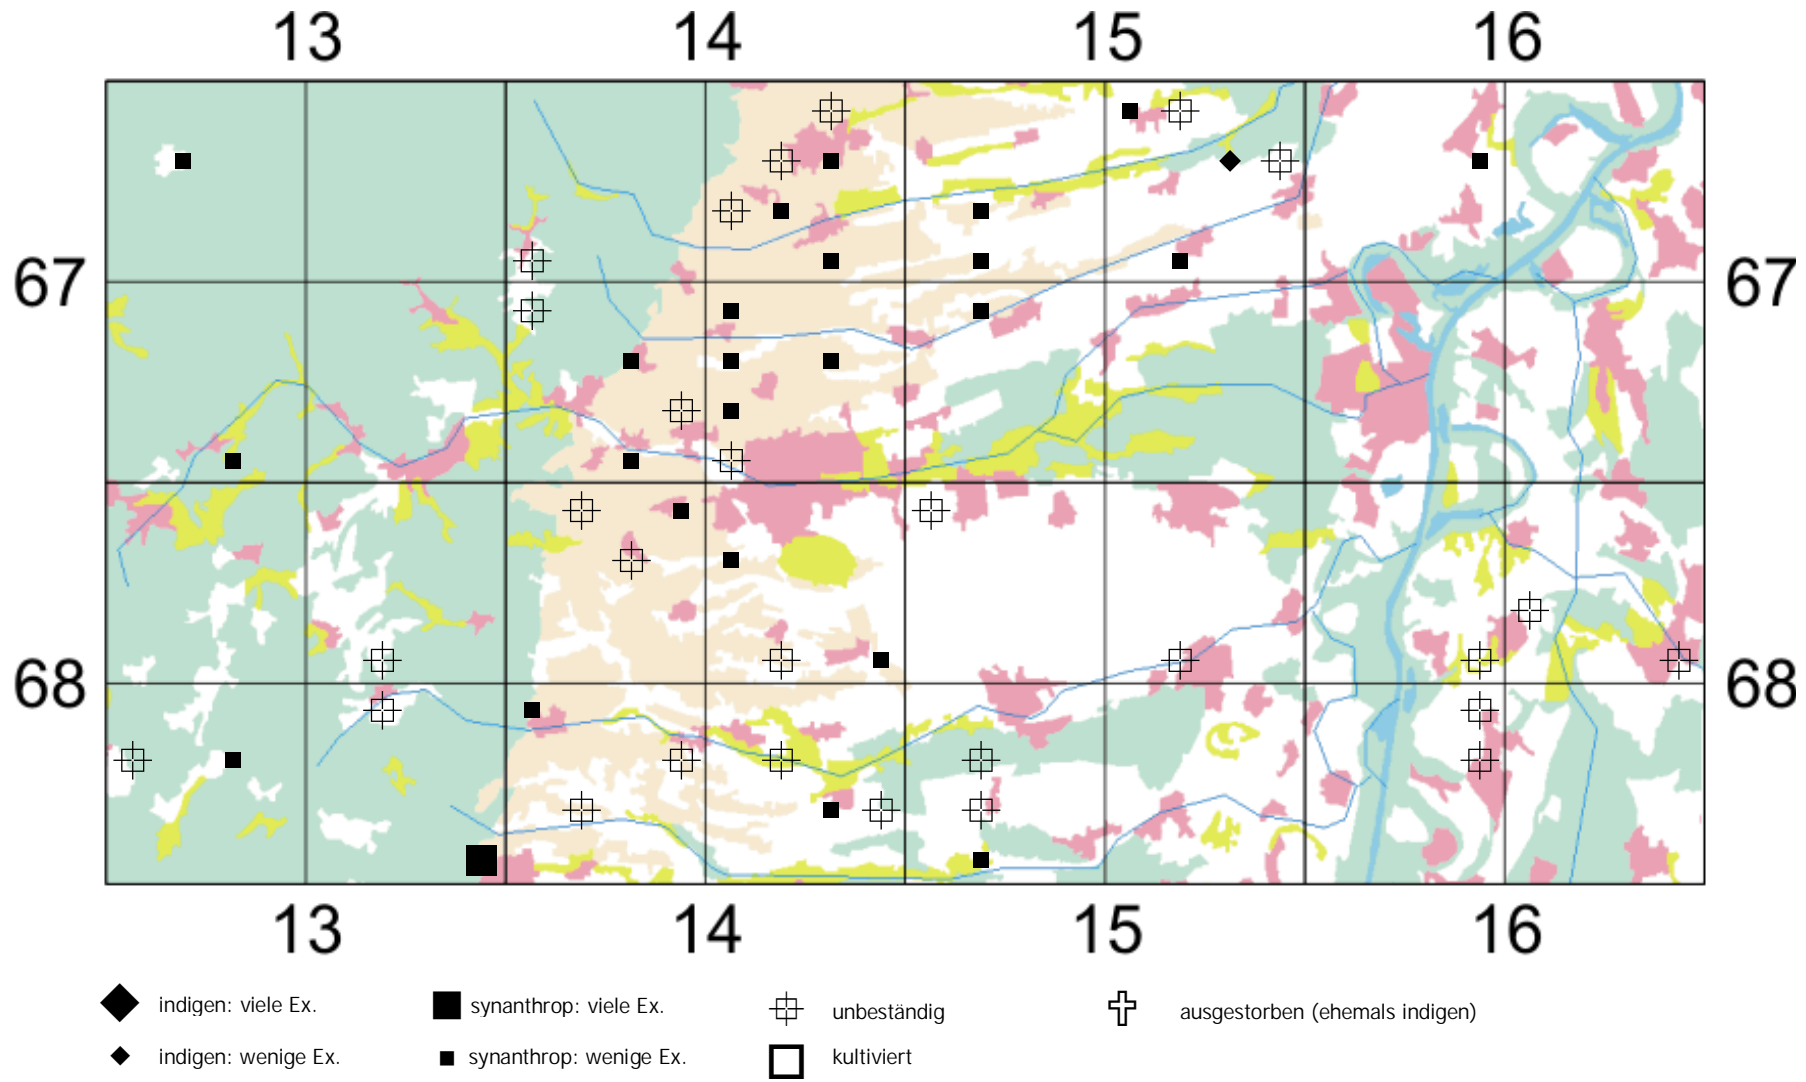 13 14 15 16
67 67
68 68
13 14 15 16
indigen: viele Ex. synanthrop: viele Ex. unbeständig ausgestorben (ehemals indigen)
indigen: wenige Ex. synanthrop: wenige Ex. kultiviert